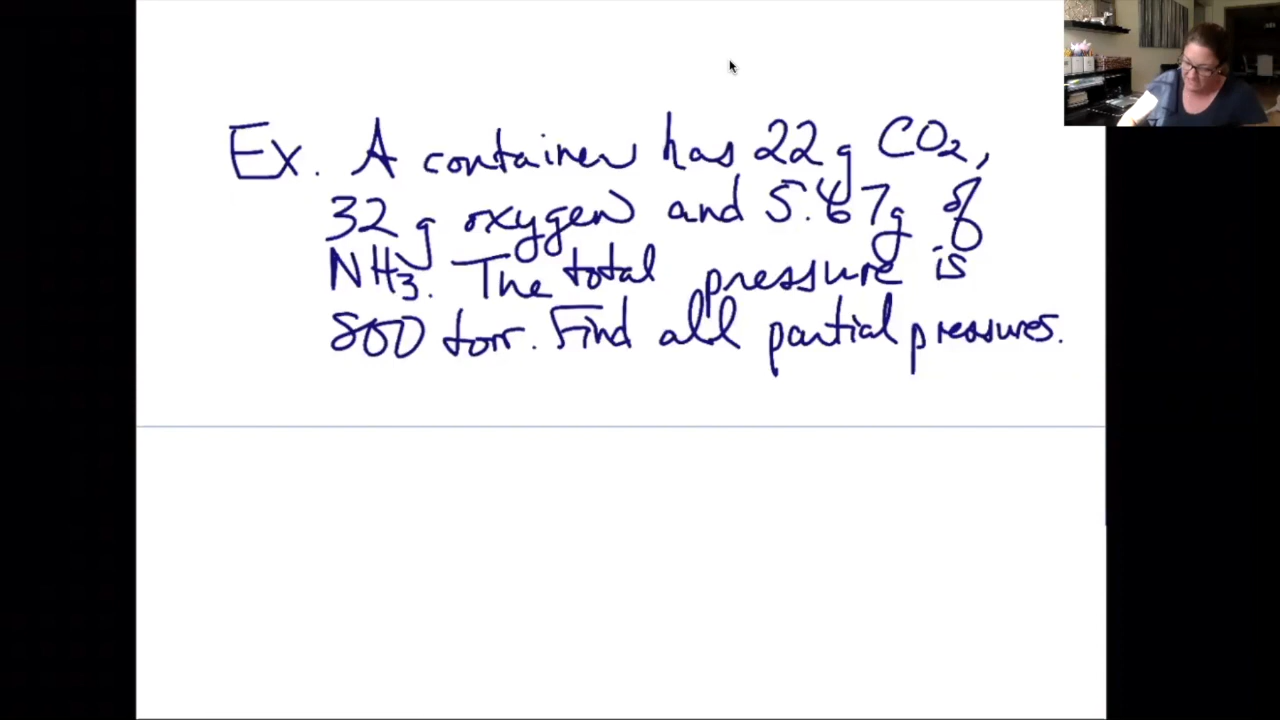 Ex. A container has 22g CO₂,
32 g oxygen and 5.67g of
NH₃. The total pressure is
800 torr. Find all partial pressures.